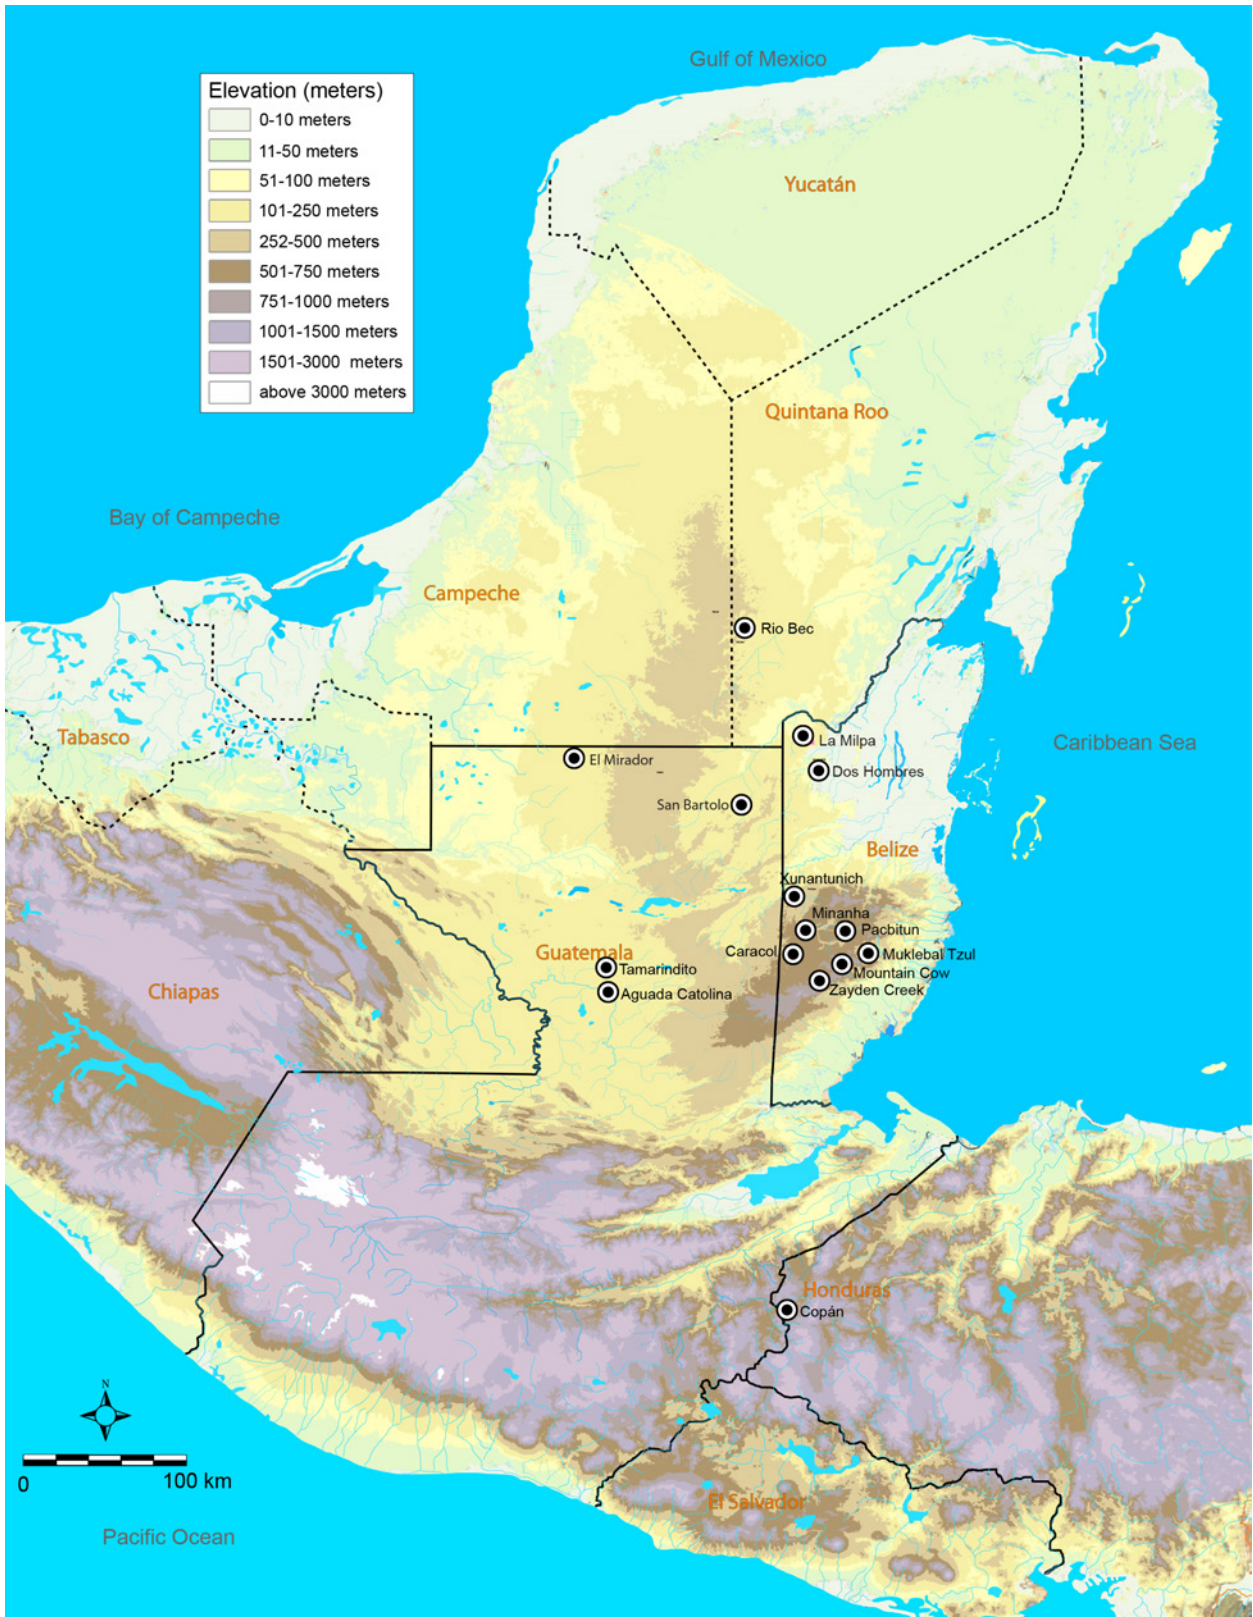 Gulf of Mexico
Elevation (meters)
0-10 meters
11-50 meters
51-100 meters
101-250 meters
252-500 meters
501-750 meters
751-1000 meters
1001-1500 meters
1501-3000 meters
above 3000 meters
Yucatán
Quintana Roo
Bay of Campeche
Campeche
Rio Bec
Tabasco
La Milpa
Caribbean Sea
El Mirador
Dos Hombres
San Bartolo
Belize
Xunantunich
Minanha
Pacbitun
Guatemala
Caracol
Muklebal Tzul
Tamarindito
Mountain Cow
Chiapas
Aguada Catolina
Zayden Creek
Honduras
Copán
N
0
100 km
El Salvador
Pacific Ocean